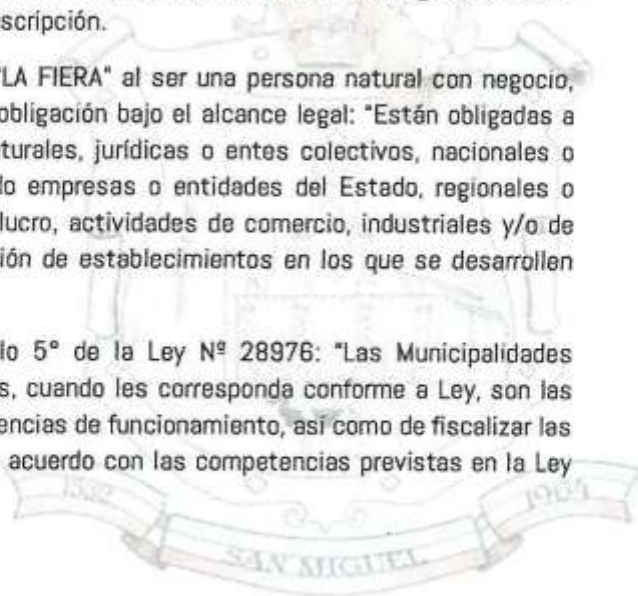 scripción.
"LA FIERA" al ser una persona natural con negocio,
obligación bajo el alcance legal: "Están obligadas a
turales, jurídicas o entes colectivos, nacionales o
do empresas o entidades del Estado, regionales o
lucro, actividades de comercio, industriales y/o de
ión de establecimientos en los que se desarrollen
lo 5° de la Ley Nº 28976: "Las Municipalidades
s, cuando les corresponda conforme a Ley, son las
encias de funcionamiento, así como de fiscalizar las
acuerdo con las competencias previstas en la Ley
1532
1964
SAN MIGUEL